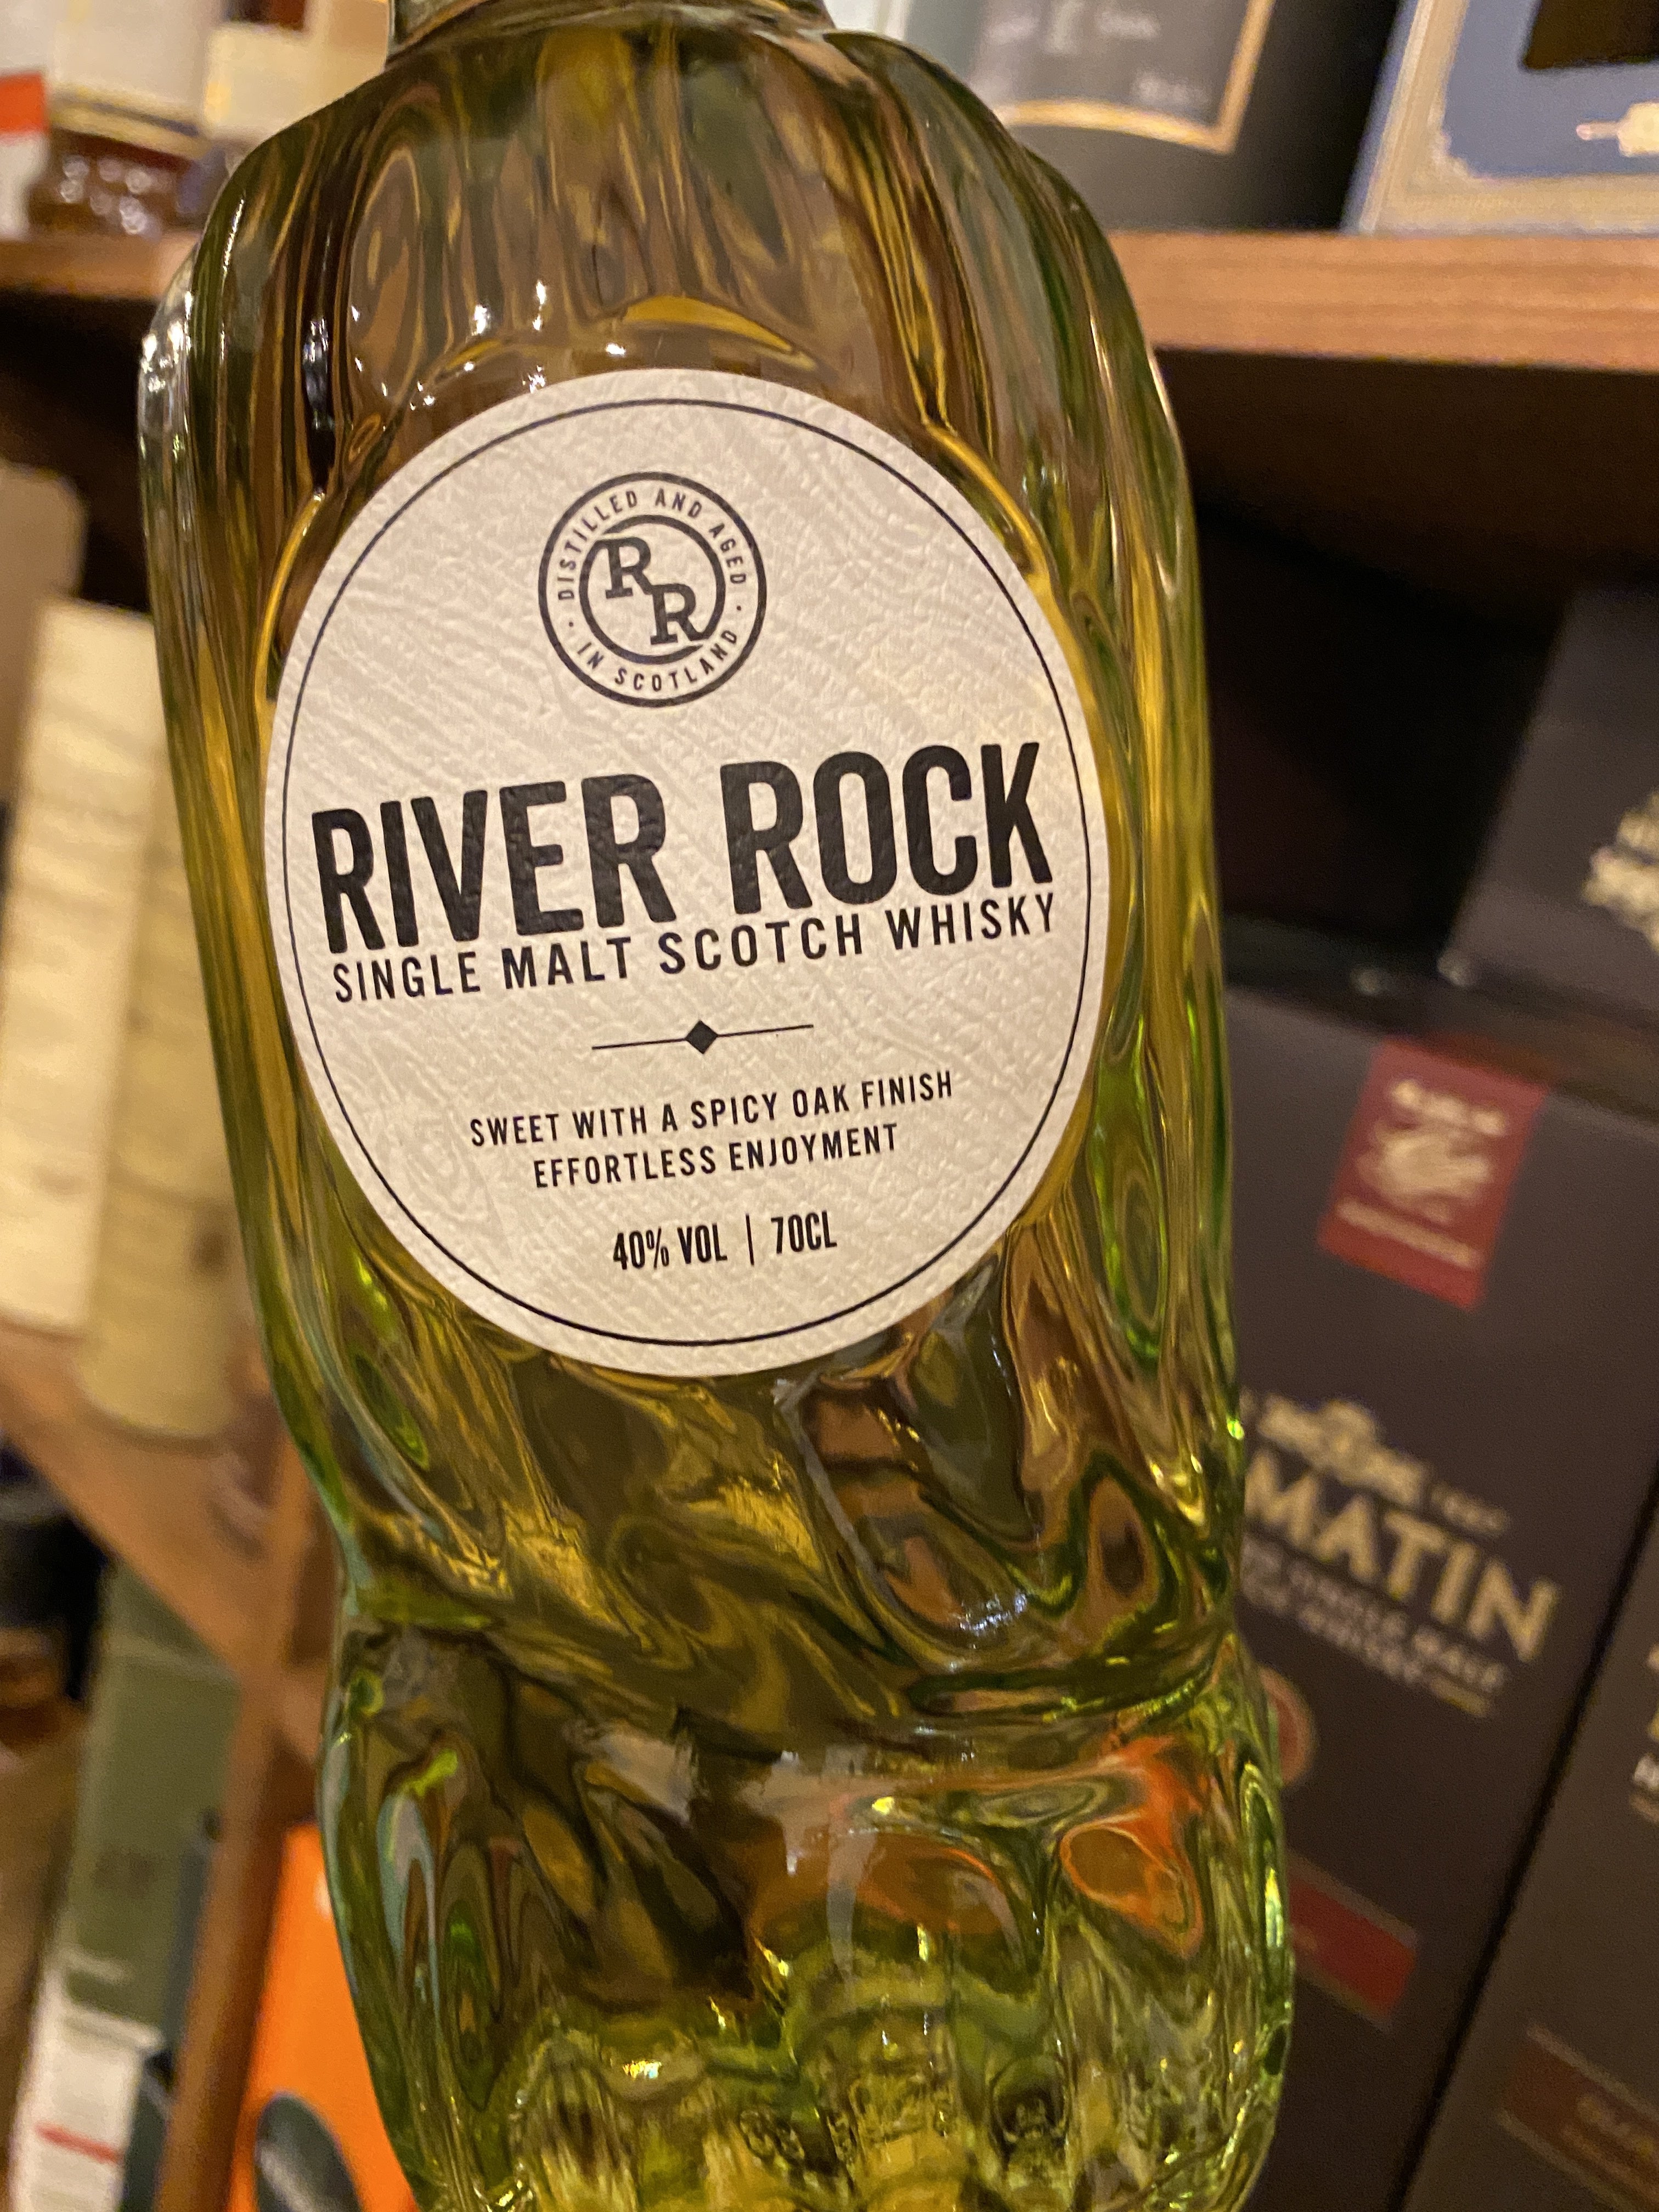 DISTILLED AND AGED
· IN SCOTLAND ·
RR
RIVER ROCK
SINGLE MALT SCOTCH WHISKY
SWEET WITH A SPICY OAK FINISH
EFFORTLESS ENJOYMENT
40% VOL | 70CL
MATIN